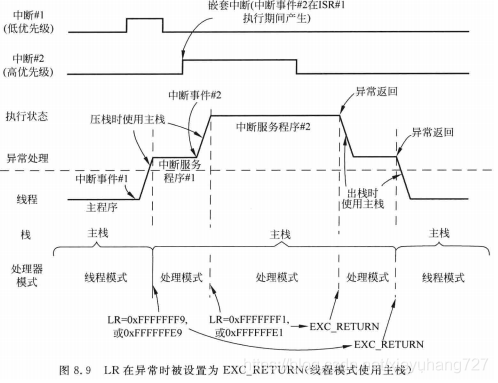 中断#1
(低优先级)
嵌套中断(中断事件#2在ISR#1
执行期间产生)
中断#2
(高优先级)
中断事件#2
异常返回
执行状态
压栈时使用主栈
中断服务程序#2
异常返回
异常处理
中断服务
程序#1
中断事件#1
出栈时
使用主栈
线程
主程序
栈
主栈
主栈
主栈
处理器
模式
线程模式
处理模式
处理模式
处理模式
线程模式
LR=0xFFFFFFF9,
或0xFFFFFFE9
LR=0xFFFFFFF1,
或0xFFFFFFE1
EXC_RETURN
EXC_RETURN
图 8.9 LR 在异常时被设置为 EXC_RETURN(线程模式使用主栈)